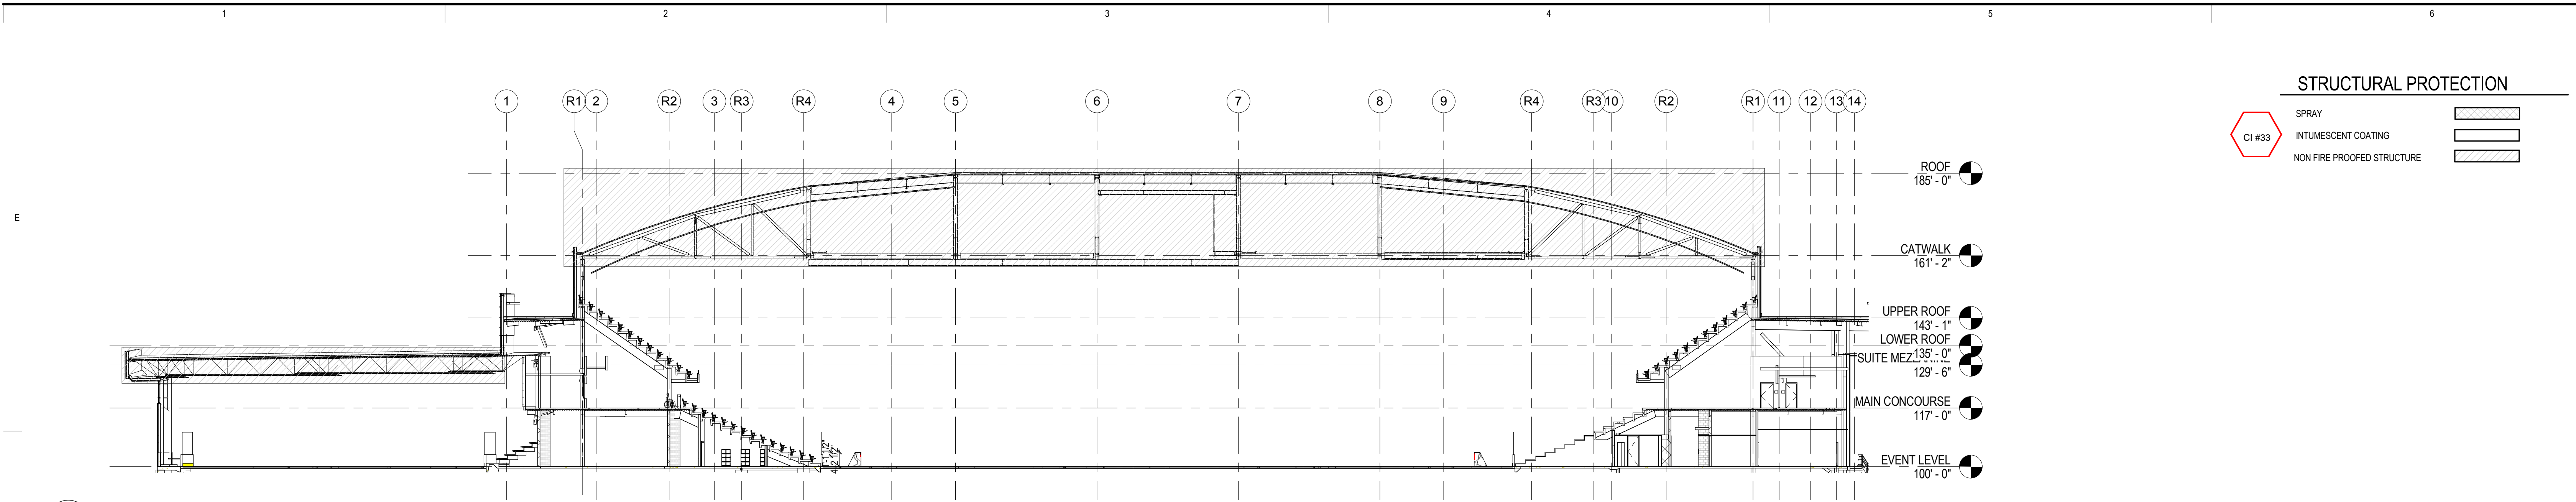 1 2 3 4 5 6
STRUCTURAL PROTECTION
1 R1 2 R2 3 R3 R4 4 5 6 7 8 9 R4 R3 10 R2 R1 11 12 13 14
SPRAY
CI #33
INTUMESCENT COATING
NON FIRE PROOFED STRUCTURE
ROOF
185' - 0"
E
CATWALK
161' - 2"
UPPER ROOF
143' - 1"
LOWER ROOF
135' - 0"
SUITE
129' - 6"
MAIN CONCOURSE
117' - 0"
EVENT LEVEL
100' - 0"